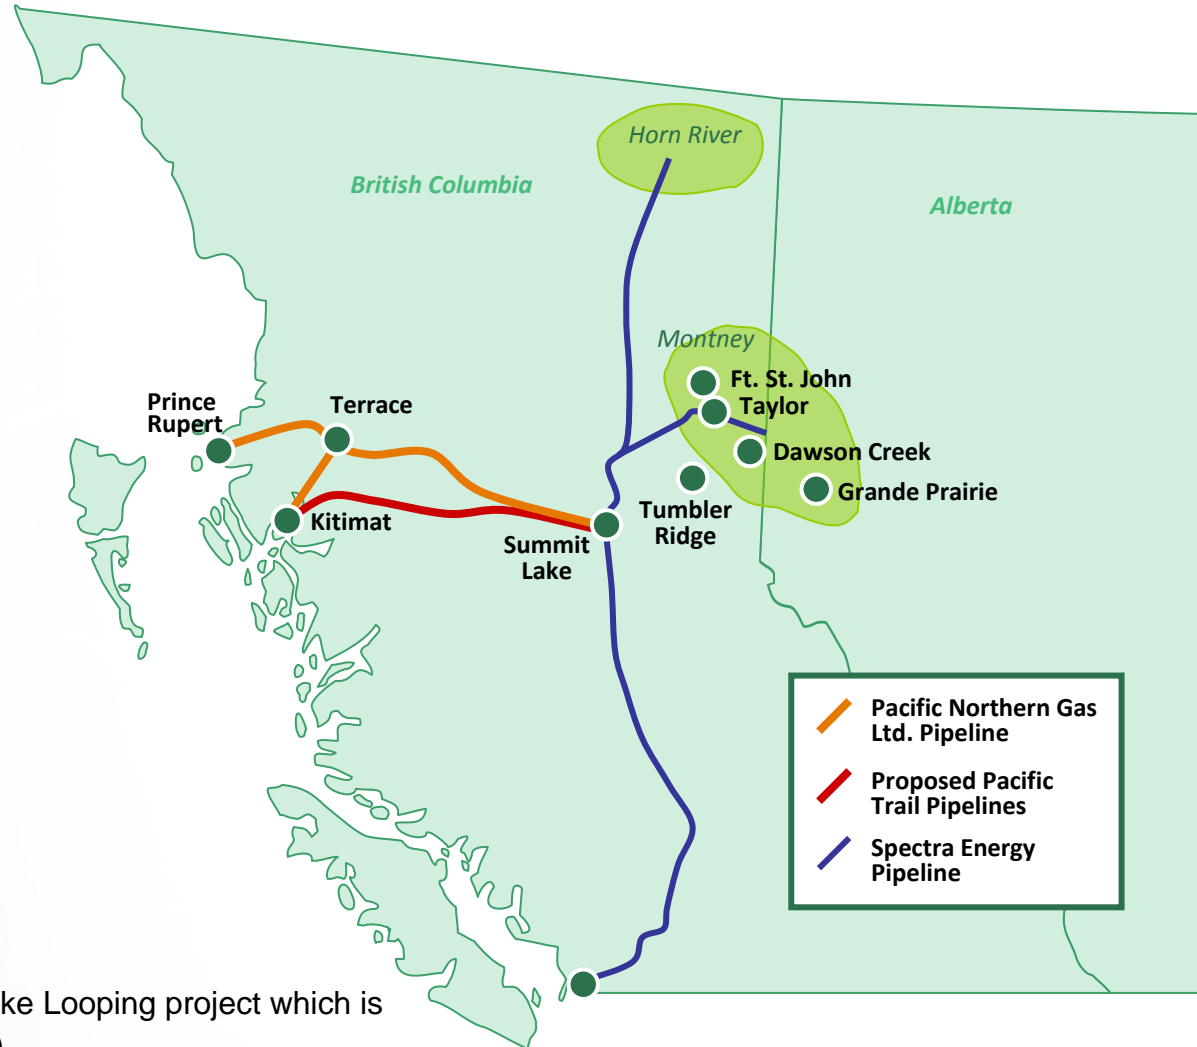 Horn River
British Columbia
Alberta
Montney
Ft. St. John
Taylor
Prince
Rupert
Terrace
Dawson Creek
Grande Prairie
Tumbler
Ridge
Kitimat
Summit
Lake
Pacific Northern Gas
Ltd. Pipeline
Proposed Pacific
Trail Pipelines
Spectra Energy
Pipeline
ke Looping project which is
)